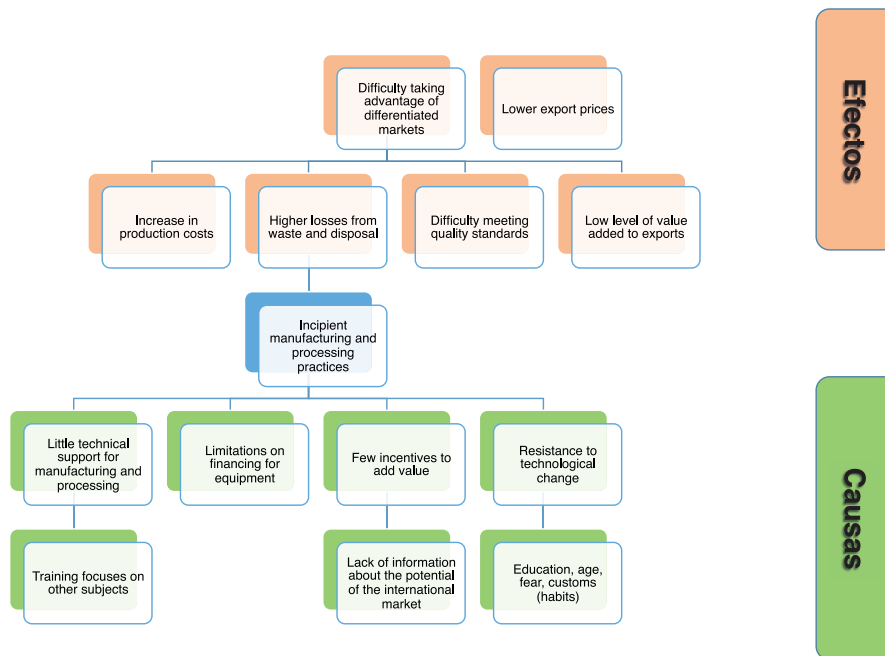 Difficulty taking
advantage of
differentiated
markets
Lower export prices
Efectos
Increase in
production costs
Higher losses from
waste and disposal
Difficulty meeting
quality standards
Low level of value
added to exports
Incipient
manufacturing and
processing
practices
Little technical
support for
manufacturing and
processing
Limitations on
financing for
equipment
Few incentives to
add value
Resistance to
technological
change
Causas
Training focuses on
other subjects
Lack of information
about the potential
of the international
market
Education, age,
fear, customs
(habits)